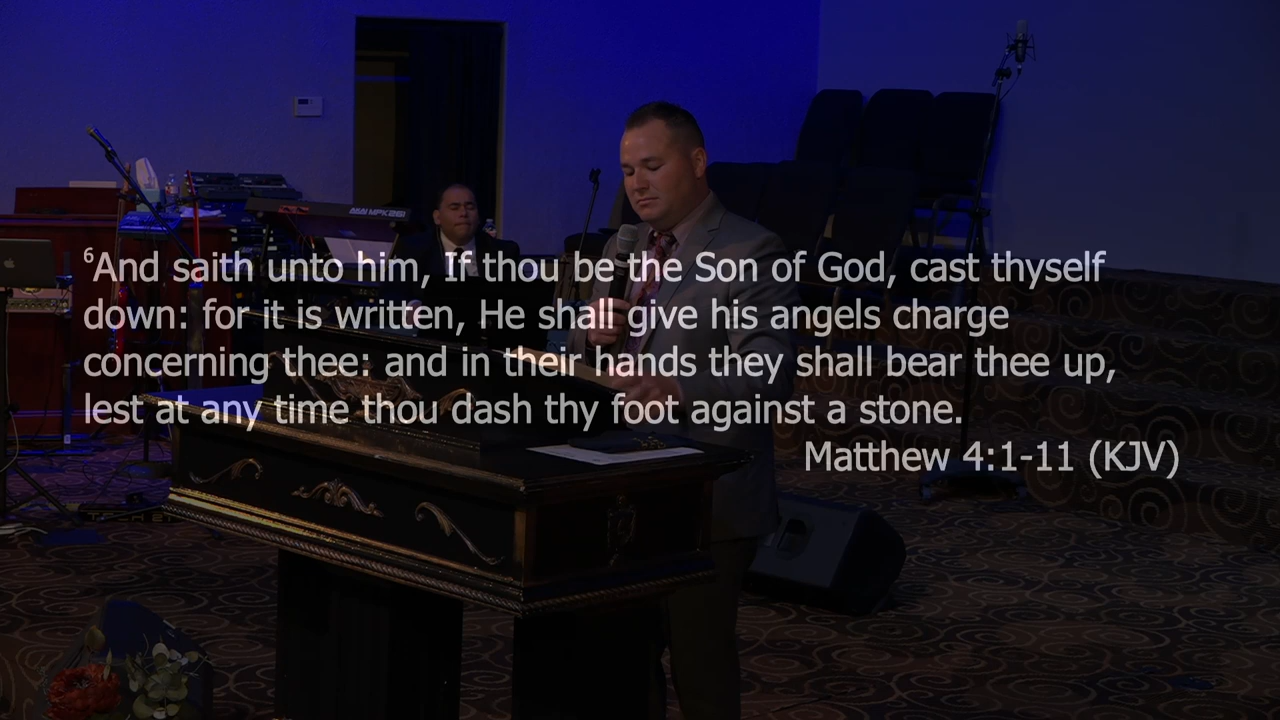 AKAI MPK261
⁶And saith unto him, If thou be the Son of God, cast thyself
down: for it is written, He shall give his angels charge
concerning thee: and in their hands they shall bear thee up,
lest at any time thou dash thy foot against a stone.
Matthew 4:1-11 (KJV)